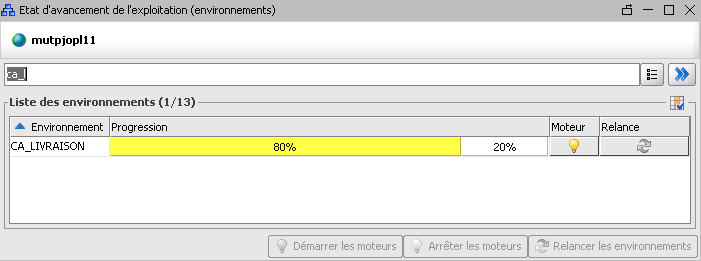 Etat d'avancement de l'exploitation (environnements)
mutpjopl11
ca_
Liste des environnements (1/13)
Environnement Progression Moteur Relance
CA_LIVRAISON 80% 20%
Démarrer les moteurs Arrêter les moteurs Relancer les environnements